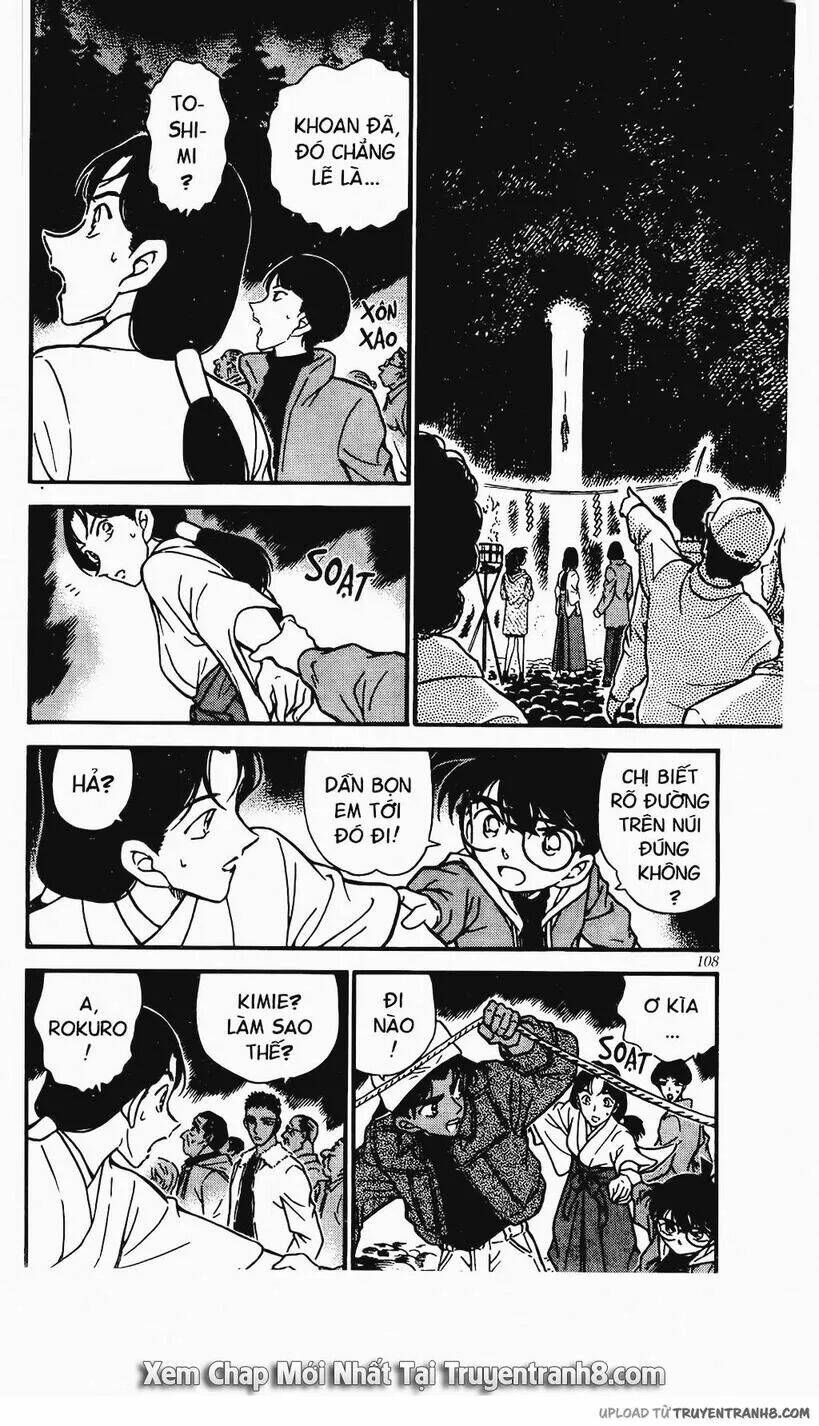 TO-
SHI-
MI
?
KHOAN ĐÃ,
ĐÓ CHẲNG
LẼ LÀ...
XÔN
XAO
SOẠT
HẢ?
DẪN BỌN
EM TỚI
ĐÓ ĐI!
CHỊ BIẾT
RÕ ĐƯỜNG
TRÊN NÚI
ĐÚNG
KHÔNG
?
108
A,
ROKURO
!
KIMIE?
LÀM SAO
THẾ?
ĐI
NÀO
!
SOẠT
Ơ KÌA
...
Xem Chap Mới Nhất Tại Truyentranh8.com
UPLOAD TỪ TRUYENTRANH8.COM